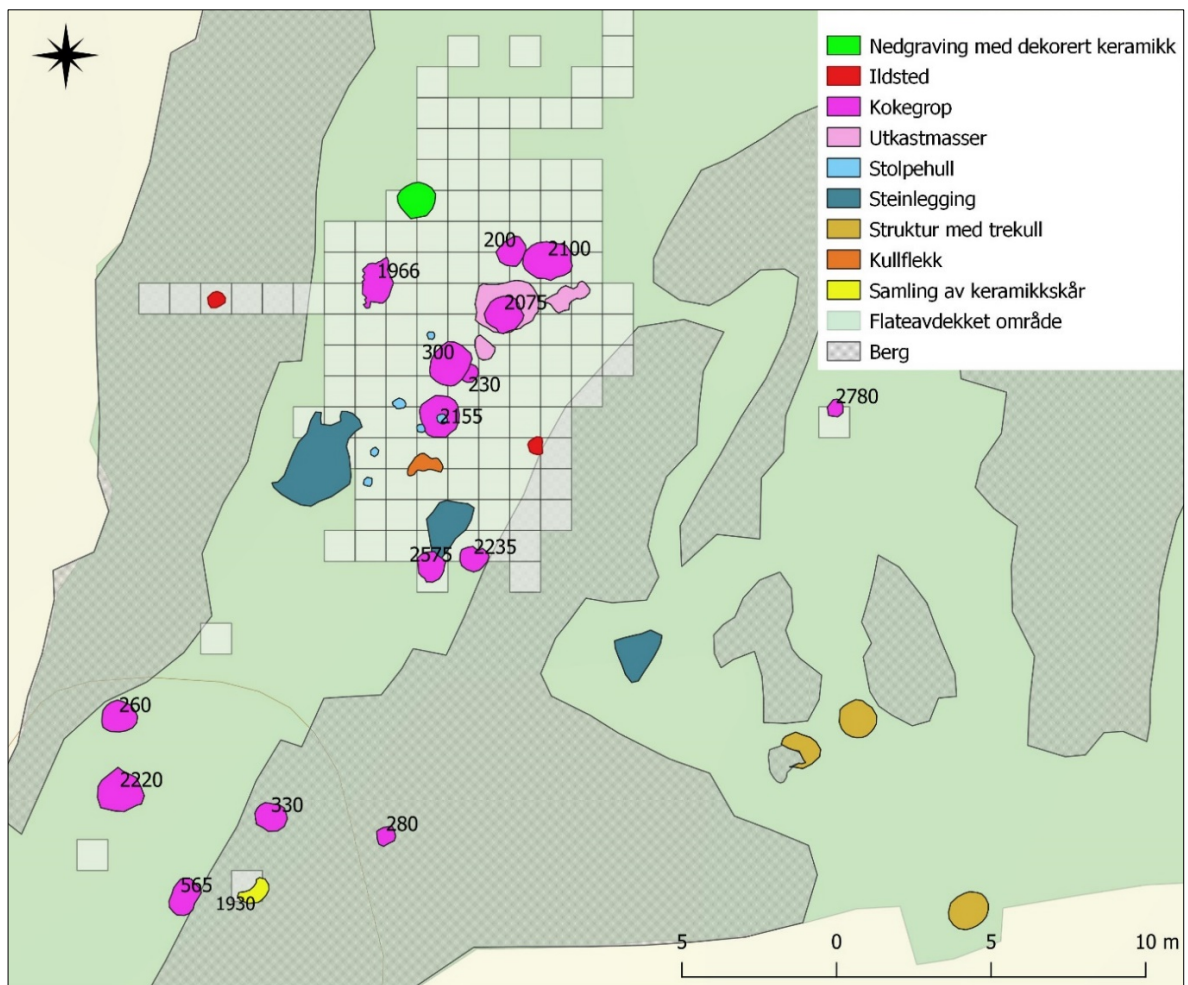 Nedgraving med dekorert keramikk
Ildsted
Kokegrop
Utkastmasser
Stolpehull
Steinlegging
Struktur med trekull
Kullflekk
Samling av keramikkskår
Flateavdekket område
Berg
200
2100
1966
2075
300
230
2155
2780
2575
2235
260
2220
330
280
565
1930
5
0
5
10 m